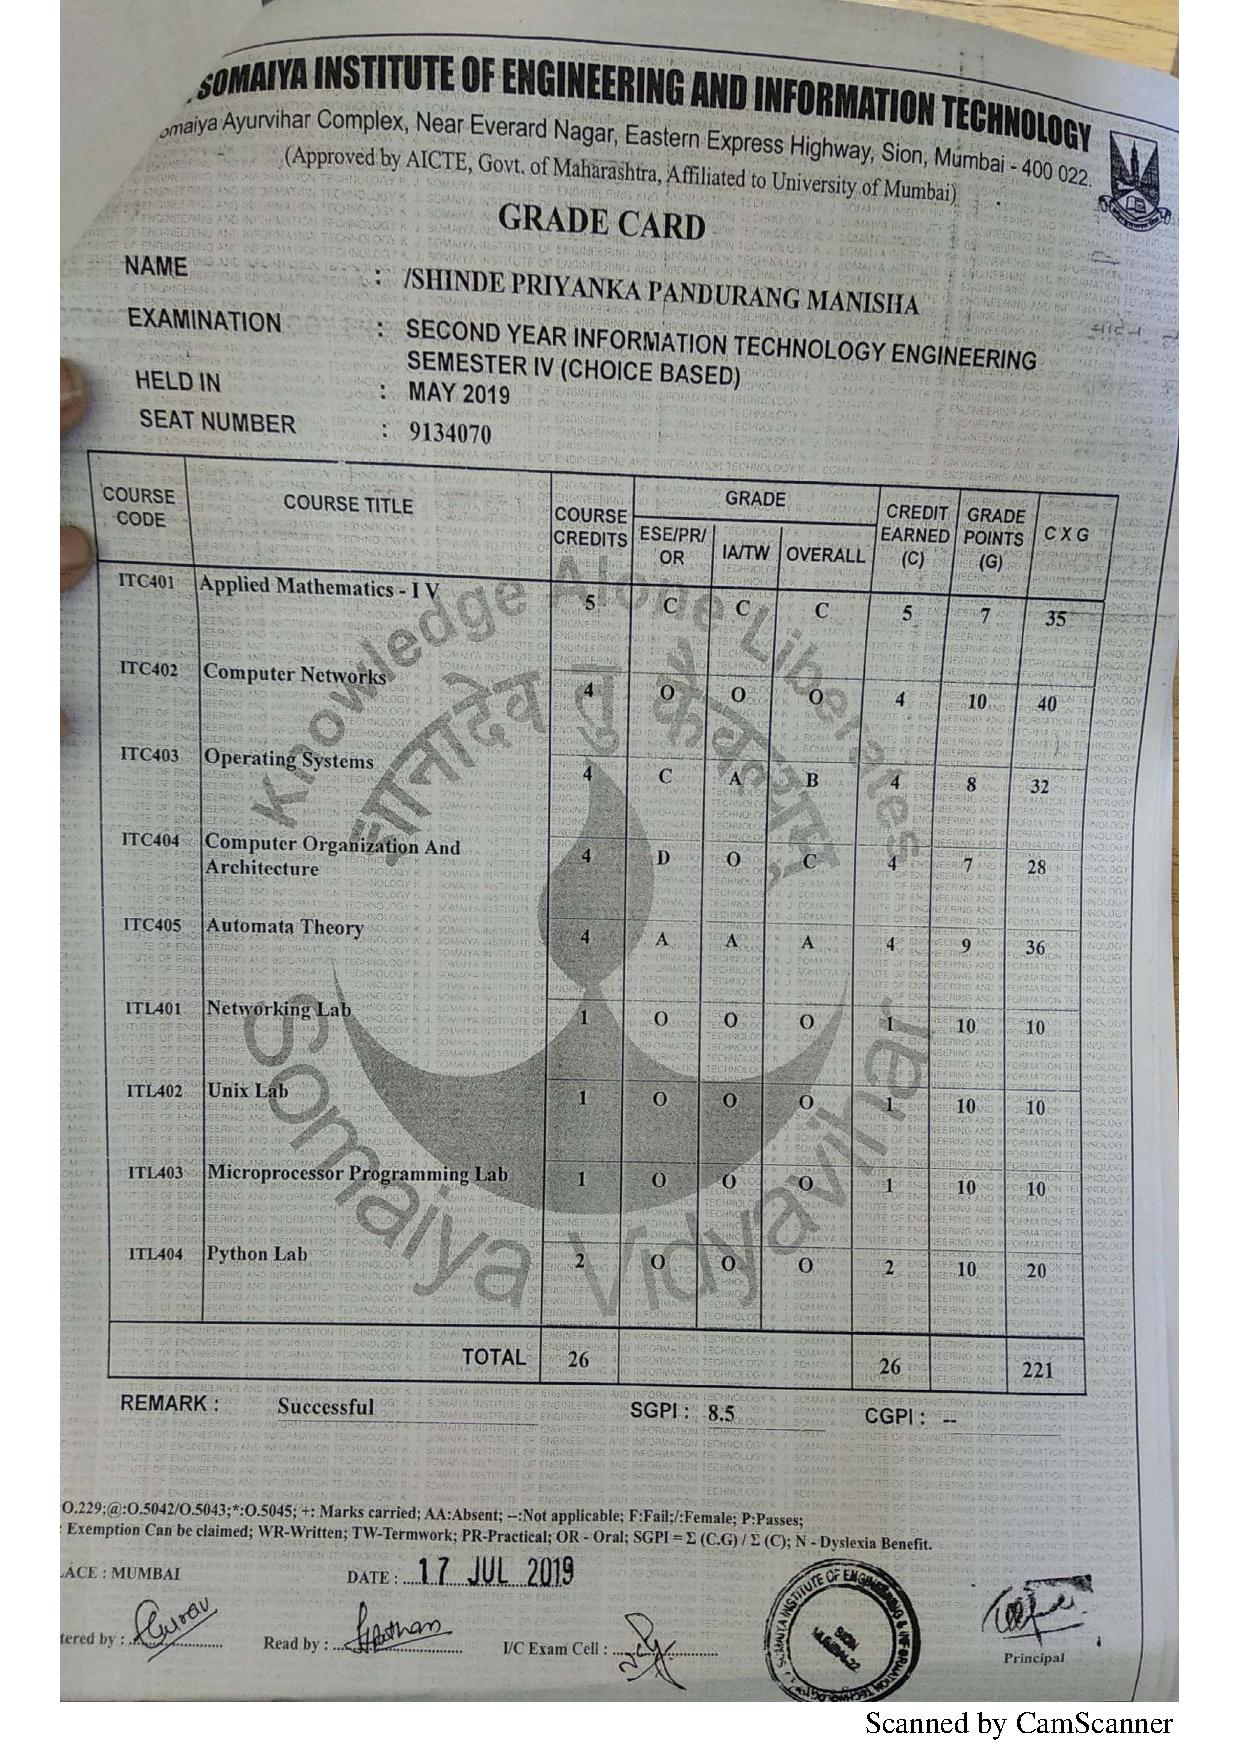 . SOMAIYA INSTITUTE OF ENGINEERING AND INFORMATION TECHNOLOGY
omaiya Ayurvihar Complex, Near Everard Nagar, Eastern Express Highway, Sion, Mumbai - 400 022.
(Approved by AICTE, Govt. of Maharashtra, Affiliated to University of Mumbai)
GRADE CARD
NAME : /SHINDE PRIYANKA PANDURANG MANISHA
EXAMINATION : SECOND YEAR INFORMATION TECHNOLOGY ENGINEERING
SEMESTER IV (CHOICE BASED)
HELD IN : MAY 2019
SEAT NUMBER : 9134070
COURSE CODE COURSE TITLE COURSE CREDITS GRADE CREDIT EARNED (C) GRADE POINTS (G) C X G
ESE/PR/OR IA/TW OVERALL
ITC401 Applied Mathematics - I V 5 C C C 5 7 35
ITC402 Computer Networks 4 O O O 4 10 40
ITC403 Operating Systems 4 C A B 4 8 32
ITC404 Computer Organization And Architecture 4 D O C 4 7 28
ITC405 Automata Theory 4 A A A 4 9 36
ITL401 Networking Lab 1 O O O 1 10 10
ITL402 Unix Lab 1 O O O 1 10 10
ITL403 Microprocessor Programming Lab 1 O O O 1 10 10
ITL404 Python Lab 2 O O O 2 10 20
TOTAL 26 26 221
REMARK : Successful SGPI : 8.5 CGPI : --
Knowledge Alone Liberates
ज्ञानादेव तु कैवल्यम्
Somaiya Vidyavihar
O.229;@:O.5042/O.5043;*:O.5045; +: Marks carried; AA:Absent; --:Not applicable; F:Fail;/:Female; P:Passes;
: Exemption Can be claimed; WR-Written; TW-Termwork; PR-Practical; OR - Oral; SGPI = Σ (C.G) / Σ (C); N - Dyslexia Benefit.
LACE : MUMBAI DATE : 17 JUL 2019
tered by : Read by : I/C Exam Cell : Principal
Scanned by CamScanner